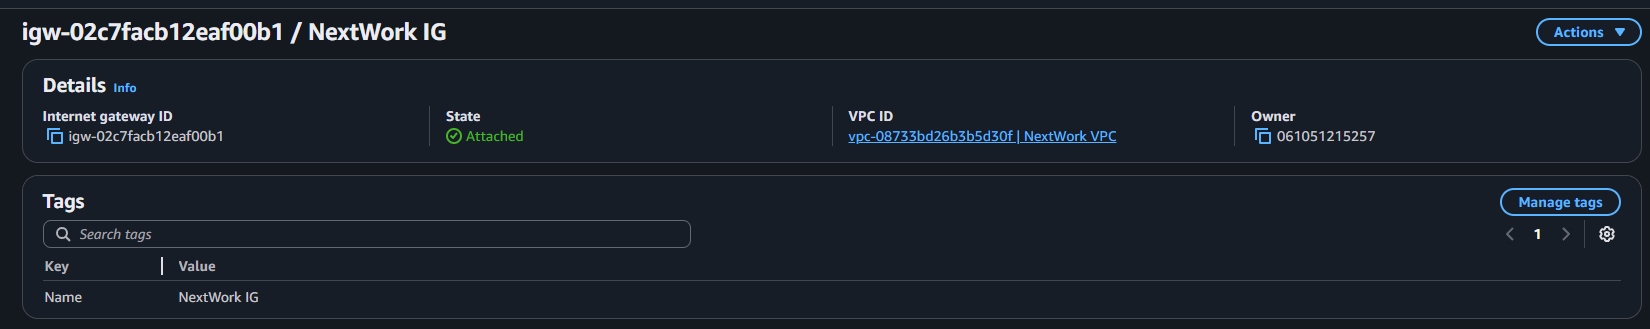 igw-02c7facb12eaf00b1 / NextWork IG
Actions
Details Info
Internet gateway ID
igw-02c7facb12eaf00b1
State
Attached
VPC ID
vpc-08733bd26b3b5d30f | NextWork VPC
Owner
061051215257
Tags
Manage tags
Search tags
1
Key Value
Name NextWork IG